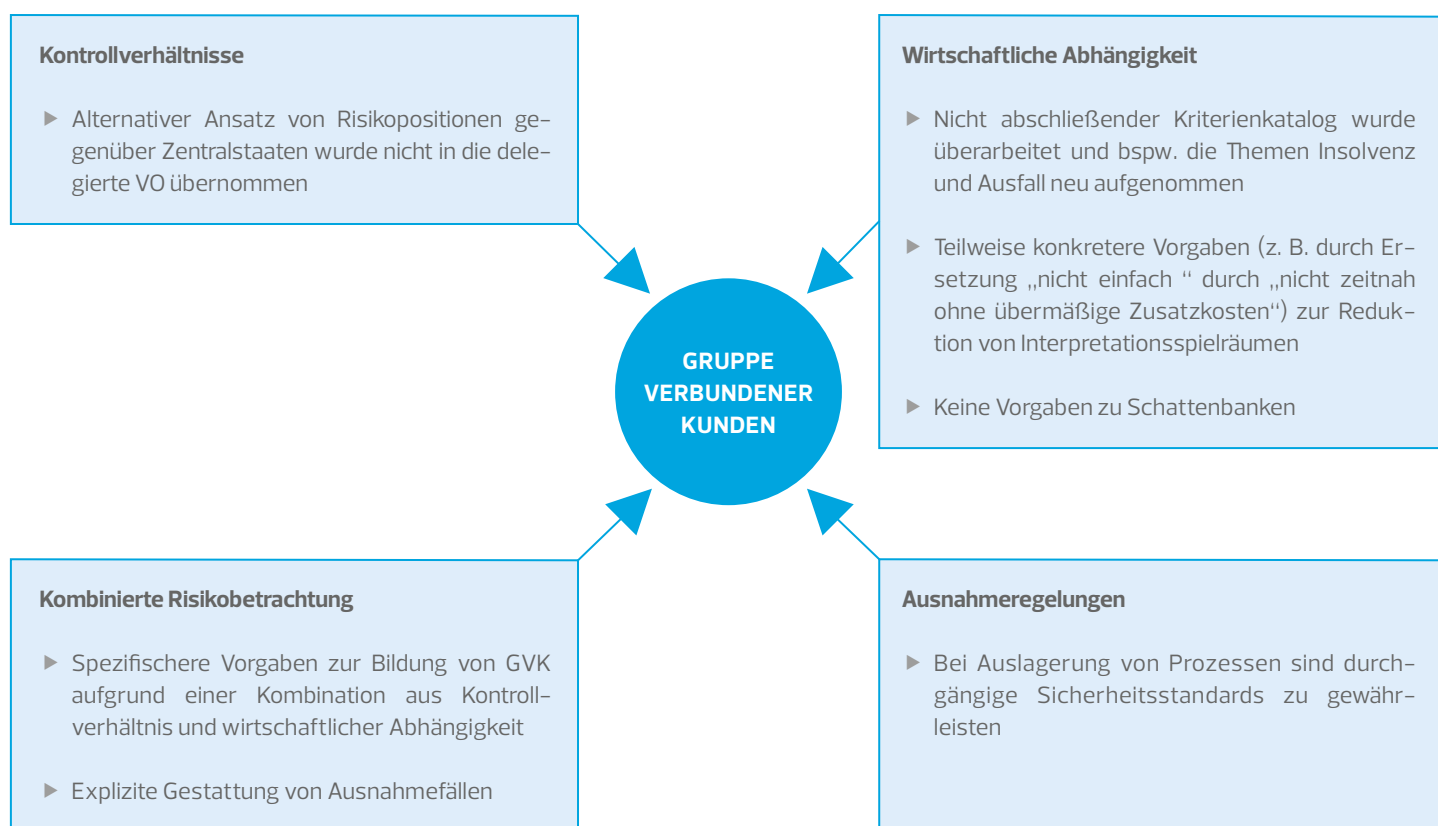 Kontrollverhältnisse
▶ Alternativer Ansatz von Risikopositionen ge-
genüber Zentralstaaten wurde nicht in die dele-
gierte VO übernommen
Wirtschaftliche Abhängigkeit
▶ Nicht abschließender Kriterienkatalog wurde
überarbeitet und bspw. die Themen Insolvenz
und Ausfall neu aufgenommen
▶ Teilweise konkretere Vorgaben (z. B. durch Er-
setzung „nicht einfach “ durch „nicht zeitnah
ohne übermäßige Zusatzkosten“) zur Reduk-
tion von Interpretationsspielräumen
▶ Keine Vorgaben zu Schattenbanken
GRUPPE
VERBUNDENER
KUNDEN
Kombinierte Risikobetrachtung
▶ Spezifischere Vorgaben zur Bildung von GVK
aufgrund einer Kombination aus Kontroll-
verhältnis und wirtschaftlicher Abhängigkeit
▶ Explizite Gestattung von Ausnahmefällen
Ausnahmeregelungen
▶ Bei Auslagerung von Prozessen sind durch-
gängige Sicherheitsstandards zu gewähr-
leisten